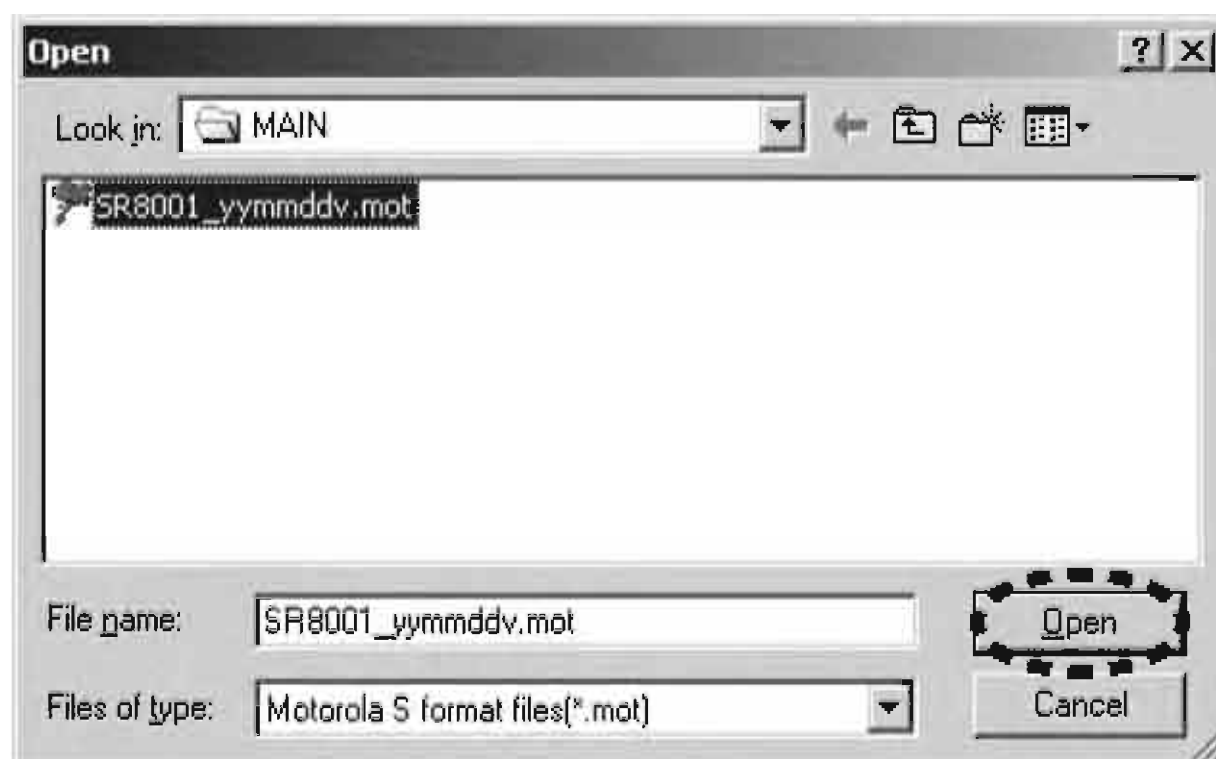 Open
Look in: MAIN
SR8001_yymmddv.mot
File name: SR8001_yymmddv.mot Open
Files of type: Motorola S format files(*.mot) Cancel